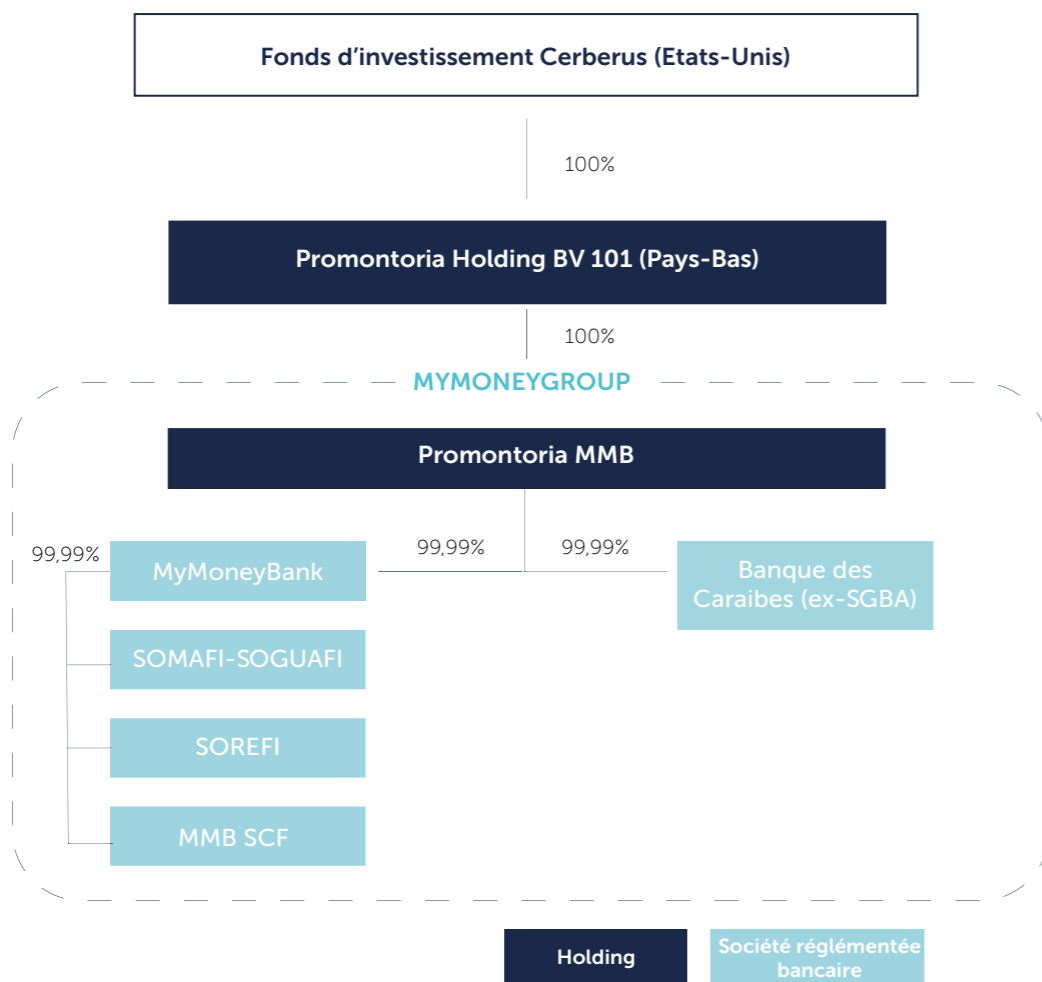 Fonds d’investissement Cerberus (Etats-Unis)
100%
Promontoria Holding BV 101 (Pays-Bas)
100%
MYMONEYGROUP
Promontoria MMB
99,99%
MyMoneyBank
99,99%
99,99%
Banque des
Caraibes (ex-SGBA)
SOMAFI-SOGUAFI
SOREFI
MMB SCF
Holding
Société réglémentée
bancaire